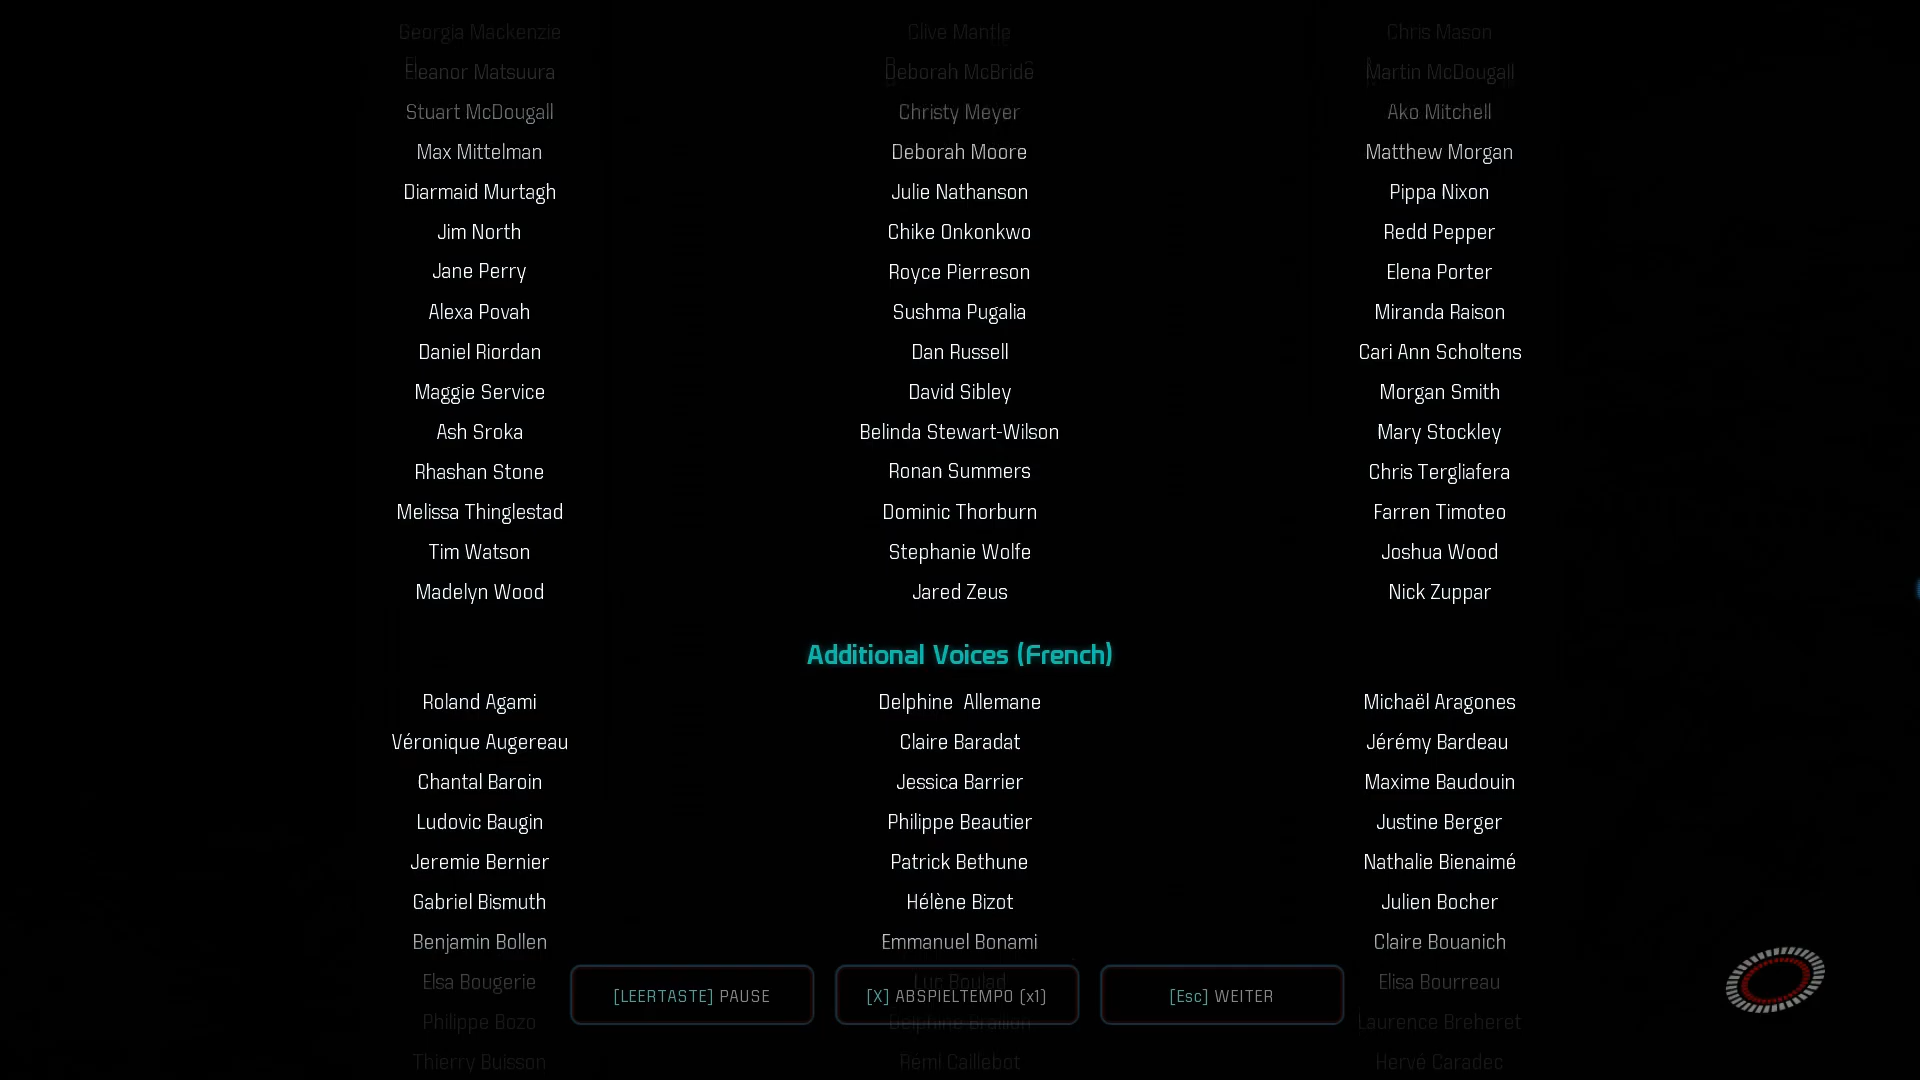 Georgia Mackenzie Clive Mantle Chris Mason
Eleanor Matsuura Deborah McBride Martin McDougall
Stuart McDougall Christy Meyer Ako Mitchell
Max Mittelman Deborah Moore Matthew Morgan
Diarmaid Murtagh Julie Nathanson Pippa Nixon
Jim North Chike Onkonkwo Redd Pepper
Jane Perry Royce Pierreson Elena Porter
Alexa Povah Sushma Pugalia Miranda Raison
Daniel Riordan Dan Russell Cari Ann Scholtens
Maggie Service David Sibley Morgan Smith
Ash Sroka Belinda Stewart-Wilson Mary Stockley
Rhashan Stone Ronan Summers Chris Tergliafera
Melissa Thinglestad Dominic Thorburn Farren Timoteo
Tim Watson Stephanie Wolfe Joshua Wood
Madelyn Wood Jared Zeus Nick Zuppar
Additional Voices (French)
Roland Agami Delphine Allemane Michaël Aragones
Véronique Augereau Claire Baradat Jérémy Bardeau
Chantal Baroin Jessica Barrier Maxime Baudouin
Ludovic Baugin Philippe Beautier Justine Berger
Jeremie Bernier Patrick Bethune Nathalie Bienaimé
Gabriel Bismuth Hélène Bizot Julien Bocher
Benjamin Bollen Emmanuel Bonami Claire Bouanich
Elsa Bougerie Luc Boulad Elisa Bourreau
[LEERTASTE] PAUSE [X] ABSPIELTEMPO (x1) [Esc] WEITER
Philippe Bozo Delphine Braillon Laurence Breheret
Thierry Buisson Rémi Caillebot Hervé Caradec